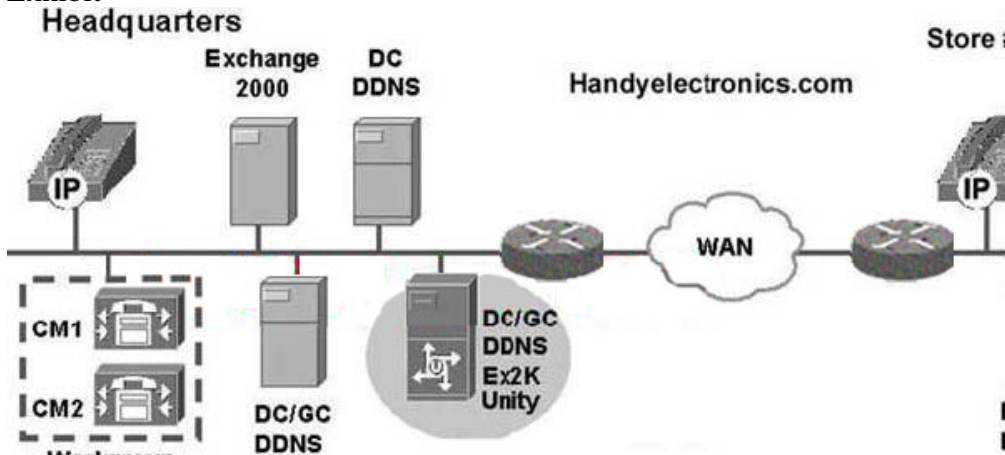 Headquarters
Exchange
2000
DC
DDNS
Handyelectronics.com
Store
IP
IP
WAN
CM1
CM2
DC/GC
DDNS
DC/GC
DDNS
Ex2K
Unity
U